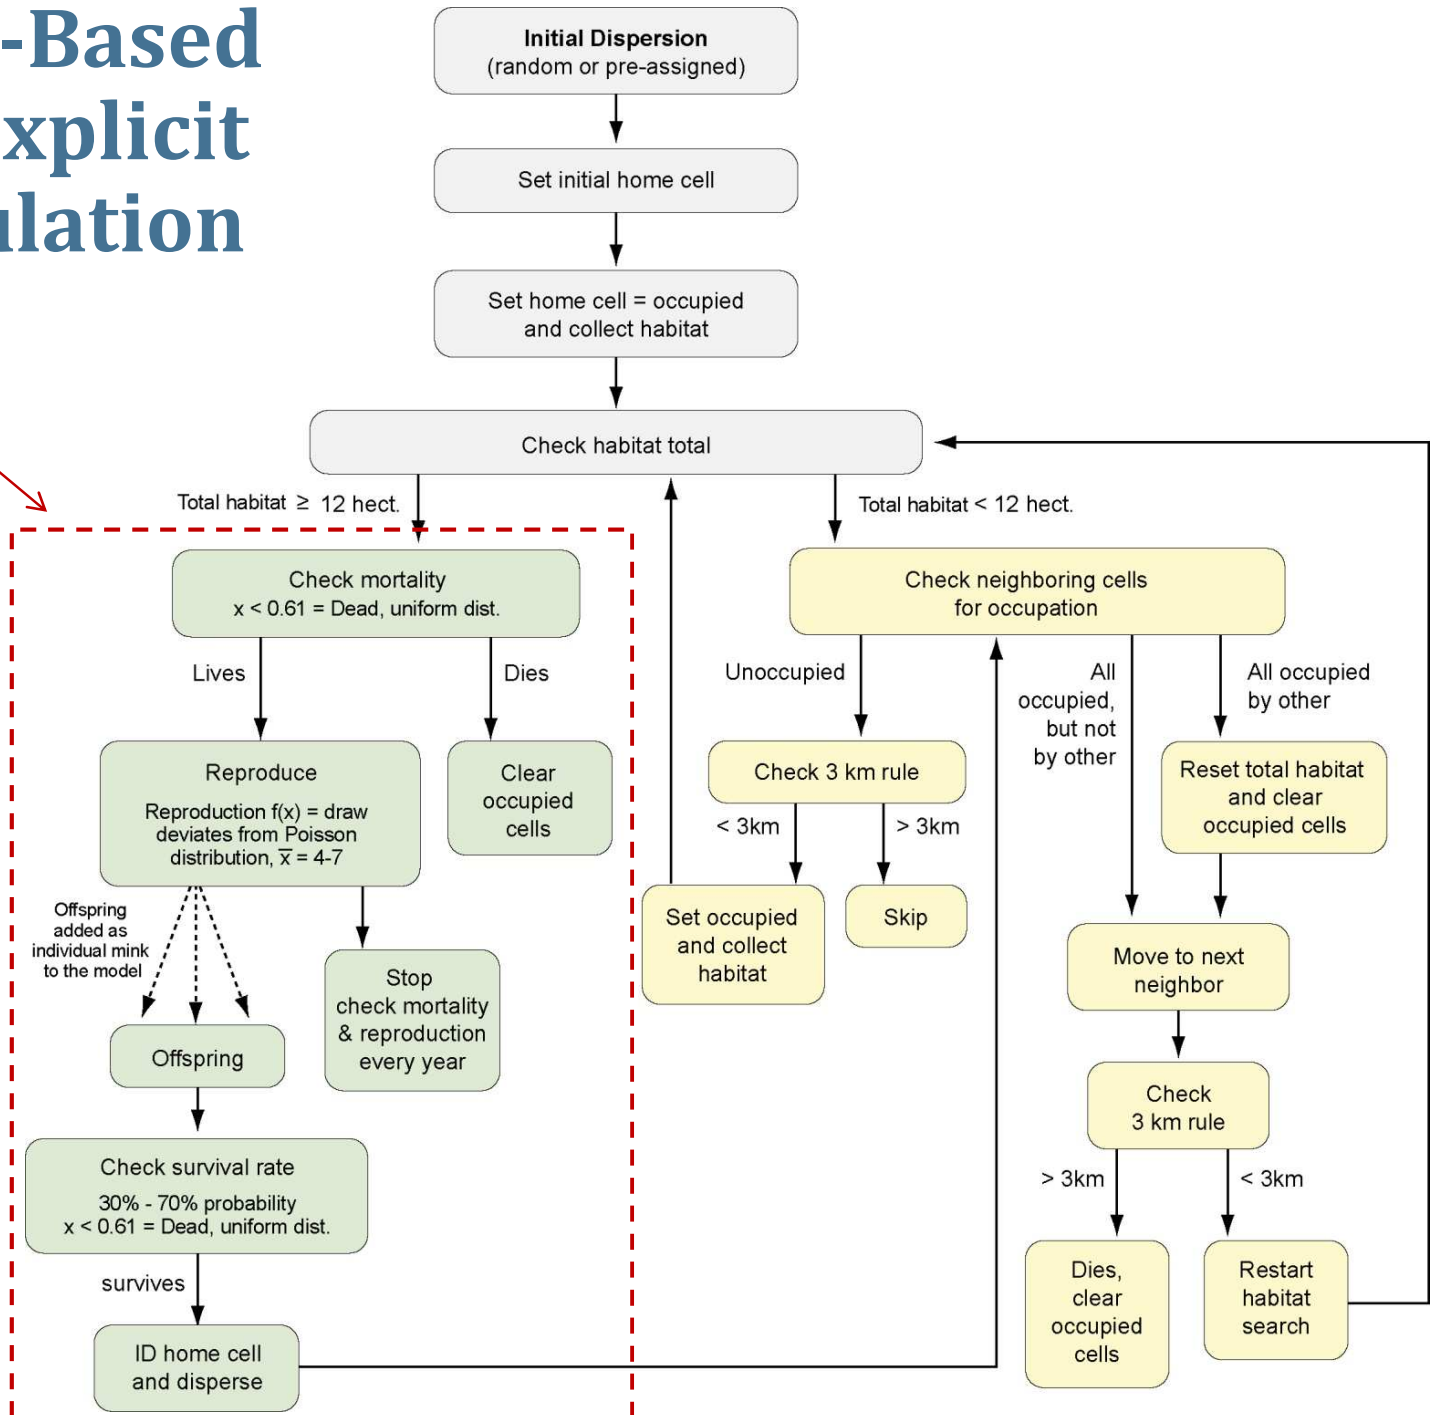 -Based
xplicit
ulation
Initial Dispersion
(random or pre-assigned)
Set initial home cell
Set home cell = occupied
and collect habitat
Check habitat total
Total habitat ≥ 12 hect.
Total habitat < 12 hect.
Check mortality
x < 0.61 = Dead, uniform dist.
Lives
Dies
Reproduce
Reproduction f(x) = draw
deviates from Poisson
distribution, x̅ = 4-7
Clear
occupied
cells
Offspring
added as
individual mink
to the model
Stop
check mortality
& reproduction
every year
Offspring
Check survival rate
30% - 70% probability
x < 0.61 = Dead, uniform dist.
survives
ID home cell
and disperse
Check neighboring cells
for occupation
Unoccupied
All
occupied,
but not
by other
All occupied
by other
Check 3 km rule
< 3km
> 3km
Set occupied
and collect
habitat
Skip
Reset total habitat
and clear
occupied cells
Move to next
neighbor
Check
3 km rule
> 3km
< 3km
Dies,
clear
occupied
cells
Restart
habitat
search